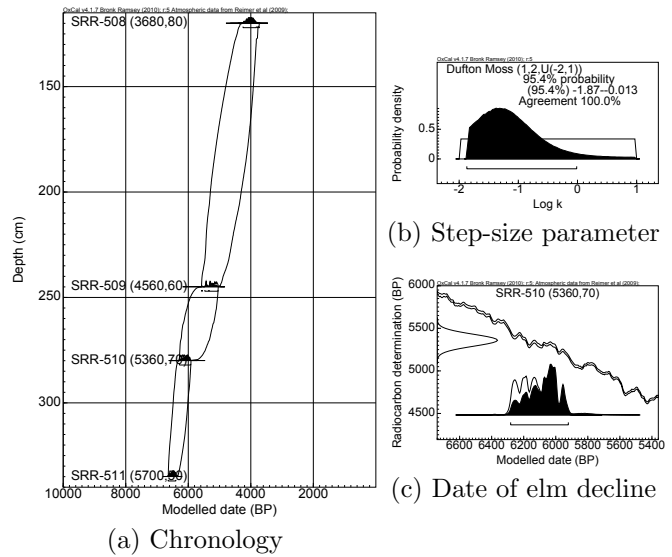 OxCal v4.1.7 Bronk Ramsey (2010); r:5 Atmospheric data from Reimer et al (2009);
SRR-508 (3680,80)
150
200
250
300
Depth (cm)
SRR-509 (4560,60)
SRR-510 (5360,70)
SRR-511 (5700,
10000
8000
6000
4000
2000
Modelled date (BP)
(a) Chronology
OxCal v4.1.7 Bronk Ramsey (2010); r:5
Dufton Moss (1,2,U(-2,1))
95.4% probability
(95.4%) -1.87--0.013
Agreement 100.0%
Probability density
0.5
0
-2
-1
0
1
Log k
(b) Step-size parameter
OxCal v4.1.7 Bronk Ramsey (2010); r:5 Atmospheric data from Reimer et al (2009);
SRR-510 (5360,70)
Radiocarbon determination (BP)
6000
5500
5000
4500
6600
6400
6200
6000
5800
5600
5400
Modelled date (BP)
(c) Date of elm decline